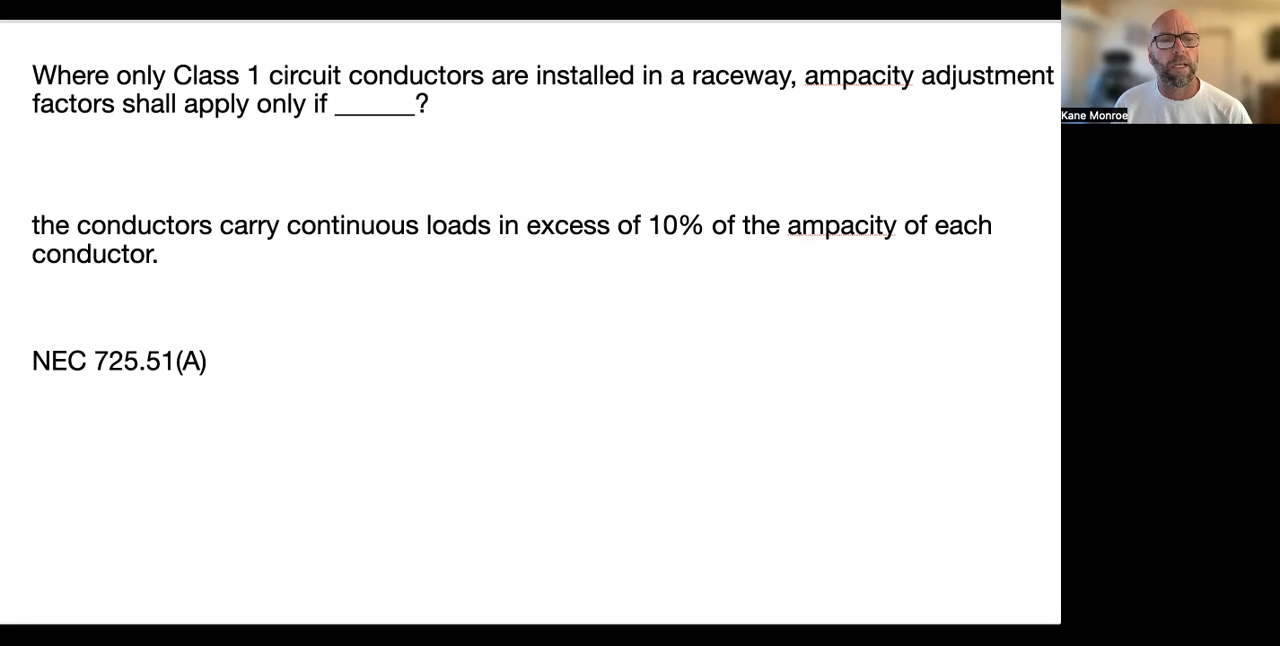 Where only Class 1 circuit conductors are installed in a raceway, ampacity adjustment
factors shall apply only if ______?
the conductors carry continuous loads in excess of 10% of the ampacity of each
conductor.
NEC 725.51(A)
Kane Monroe